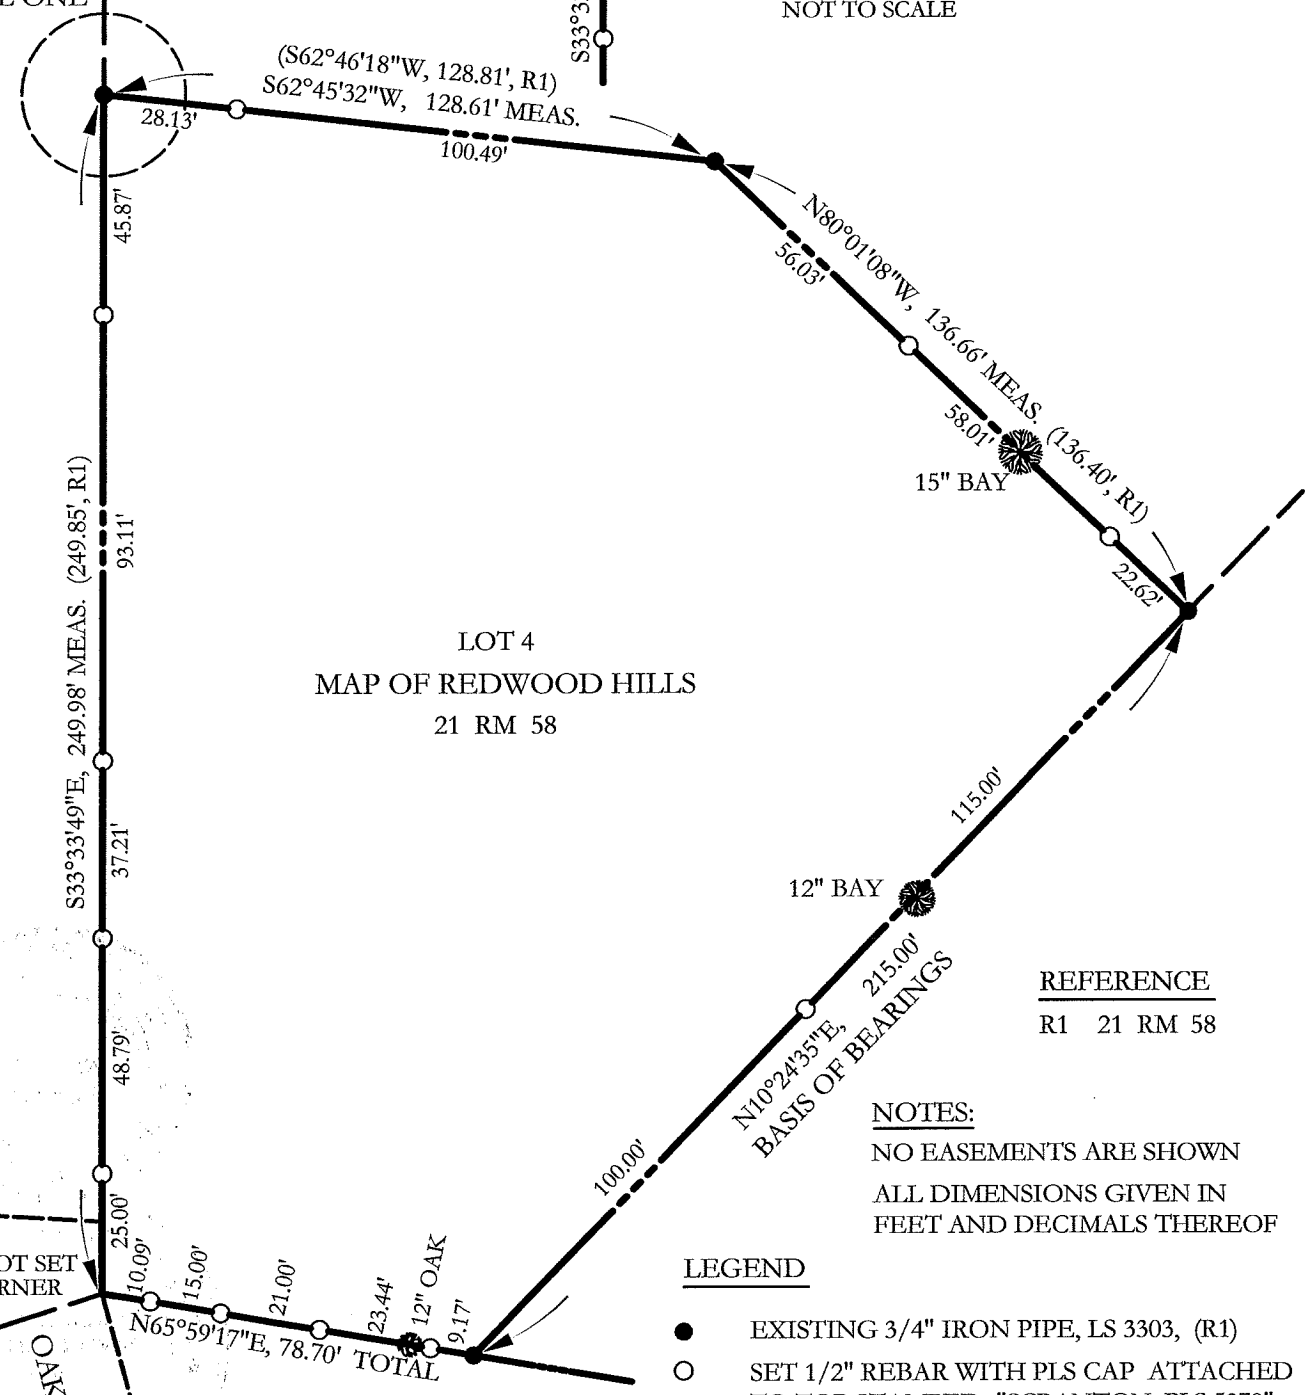 NOT TO SCALE
S33°3
(S62°46'18"W, 128.81', R1)
S62°45'32"W, 128.61' MEAS.
28.13'
100.49'
45.87'
N80°01'08"W, 136.66' MEAS. (136.40', R1)
56.03'
58.01'
15" BAY
22.62'
S33°33'49"E, 249.98' MEAS. (249.85', R1)
93.11'
LOT 4
MAP OF REDWOOD HILLS
21 RM 58
37.21'
115.00'
12" BAY
N10°24'35"E, 215.00'
BASIS OF BEARINGS
REFERENCE
R1 21 RM 58
48.79'
100.00'
NOTES:
NO EASEMENTS ARE SHOWN
ALL DIMENSIONS GIVEN IN
FEET AND DECIMALS THEREOF
25.00'
OT SET
RNER
10.09'
15.00'
21.00'
23.44'
12" OAK
9.17'
N65°59'17"E, 78.70' TOTAL
OAK
LEGEND
EXISTING 3/4" IRON PIPE, LS 3303, (R1)
SET 1/2" REBAR WITH PLS CAP ATTACHED